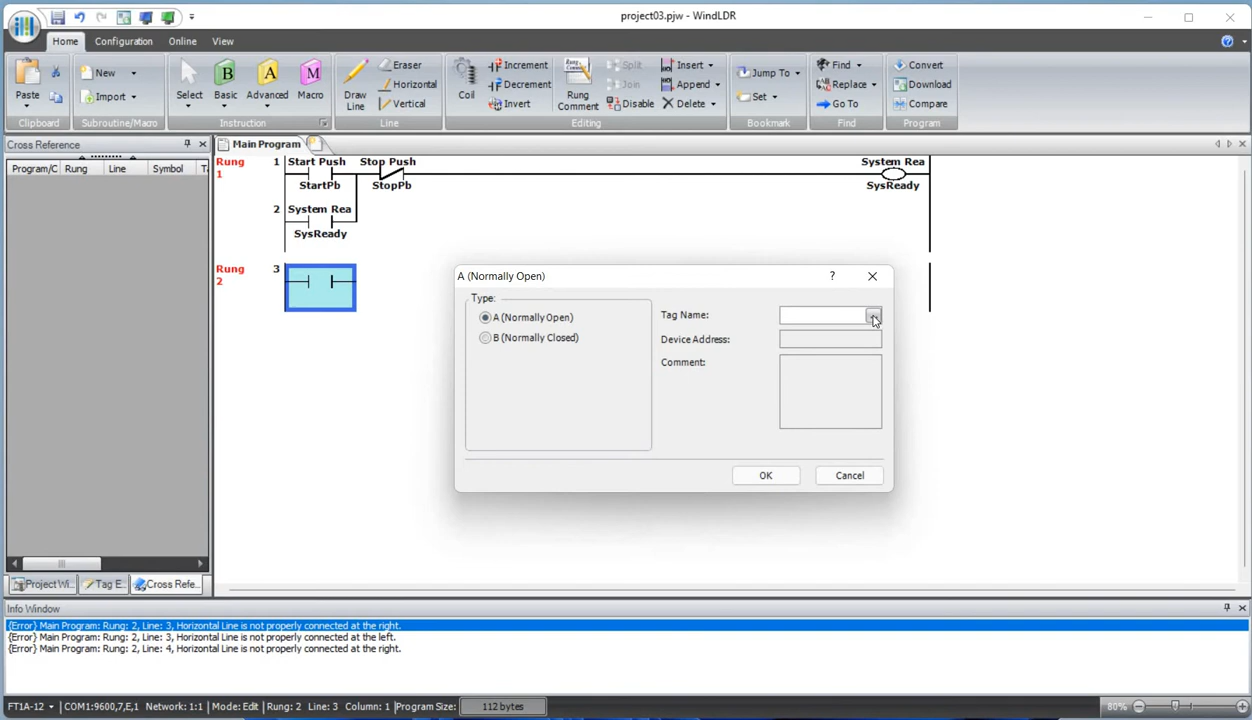 project03.pjw - WindLDR
Home Configuration Online View
Paste
New
Import
Select Basic Advanced Macro
B A M
Draw Line
Eraser
Horizontal
Vertical
Coil
Increment
Decrement
Invert
Rung Comment
Split
Join
Disable
Insert
Append
Delete
Jump To
Set
Find
Replace
Go To
Convert
Download
Compare
Clipboard Subroutine/Macro Instruction Line Editing Bookmark Find Program
Cross Reference
Main Program
Program/C Rung Line Symbol
Rung 1
1 Start Push Stop Push System Rea
StartPb StopPb SysReady
2 System Rea
SysReady
Rung 2
3
A (Normally Open)
Type:
A (Normally Open)
B (Normally Closed)
Tag Name:
Device Address:
Comment:
OK Cancel
Project Wi... Tag E... Cross Refe...
Info Window
{Error} Main Program: Rung: 2, Line: 3, Horizontal Line is not properly connected at the right.
{Error} Main Program: Rung: 2, Line: 3, Horizontal Line is not properly connected at the left.
{Error} Main Program: Rung: 2, Line: 4, Horizontal Line is not properly connected at the right.
FT1A-12 COM1:9600,7,E,1 Network: 1:1 Mode: Edit Rung: 2 Line: 3 Column: 1 Program Size: 112 bytes 80%